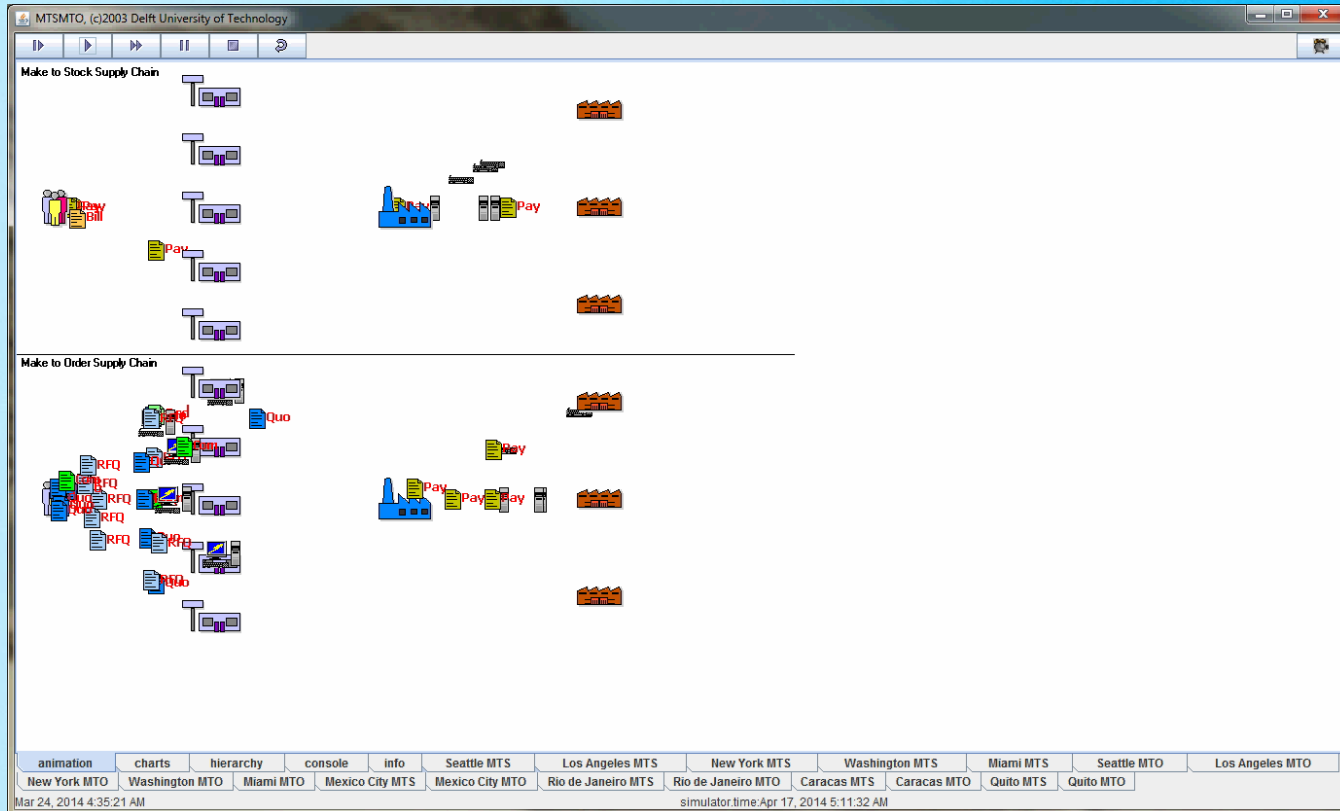 MTSMTO, (c)2003 Delft University of Technology
Make to Stock Supply Chain
Pay
Bill
Pay
Pay
Pay
Make to Order Supply Chain
Quo
Pay
RFQ
RFQ
Quo
RFQ
RFQ
RFQ
RFQ
Quo
Pay
Pay
Pay
animation charts hierarchy console info Seattle MTS Los Angeles MTS New York MTS Washington MTS Miami MTS Seattle MTO Los Angeles MTO
New York MTO Washington MTO Miami MTO Mexico City MTS Mexico City MTO Rio de Janeiro MTS Rio de Janeiro MTO Caracas MTS Caracas MTO Quito MTS Quito MTO
Mar 24, 2014 4:35:21 AM simulator.time:Apr 17, 2014 5:11:32 AM